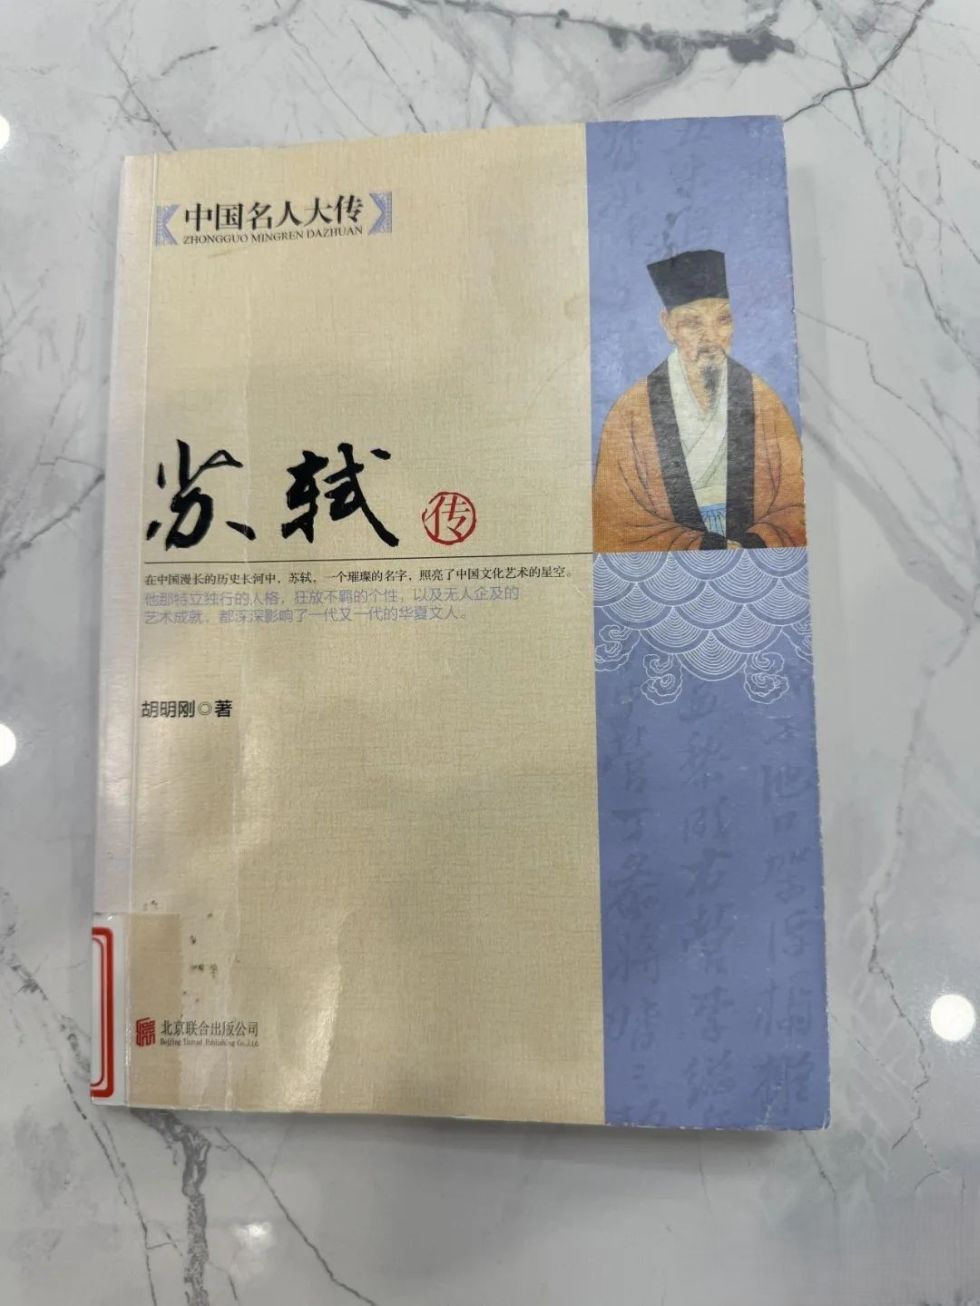 中国名人大传
ZHONGGUO MINGREN DAZHUAN
苏轼传
在中国漫长的历史长河中，苏轼，一个璀璨的名字，照亮了中国文化艺术的星空。
他那特立独行的人格，狂放不羁的个性，以及无人企及的
艺术成就，都深深影响了一代又一代的华夏文人。
胡明刚◎著
北京联合出版公司
Beijing United Publishing Co.,Ltd.